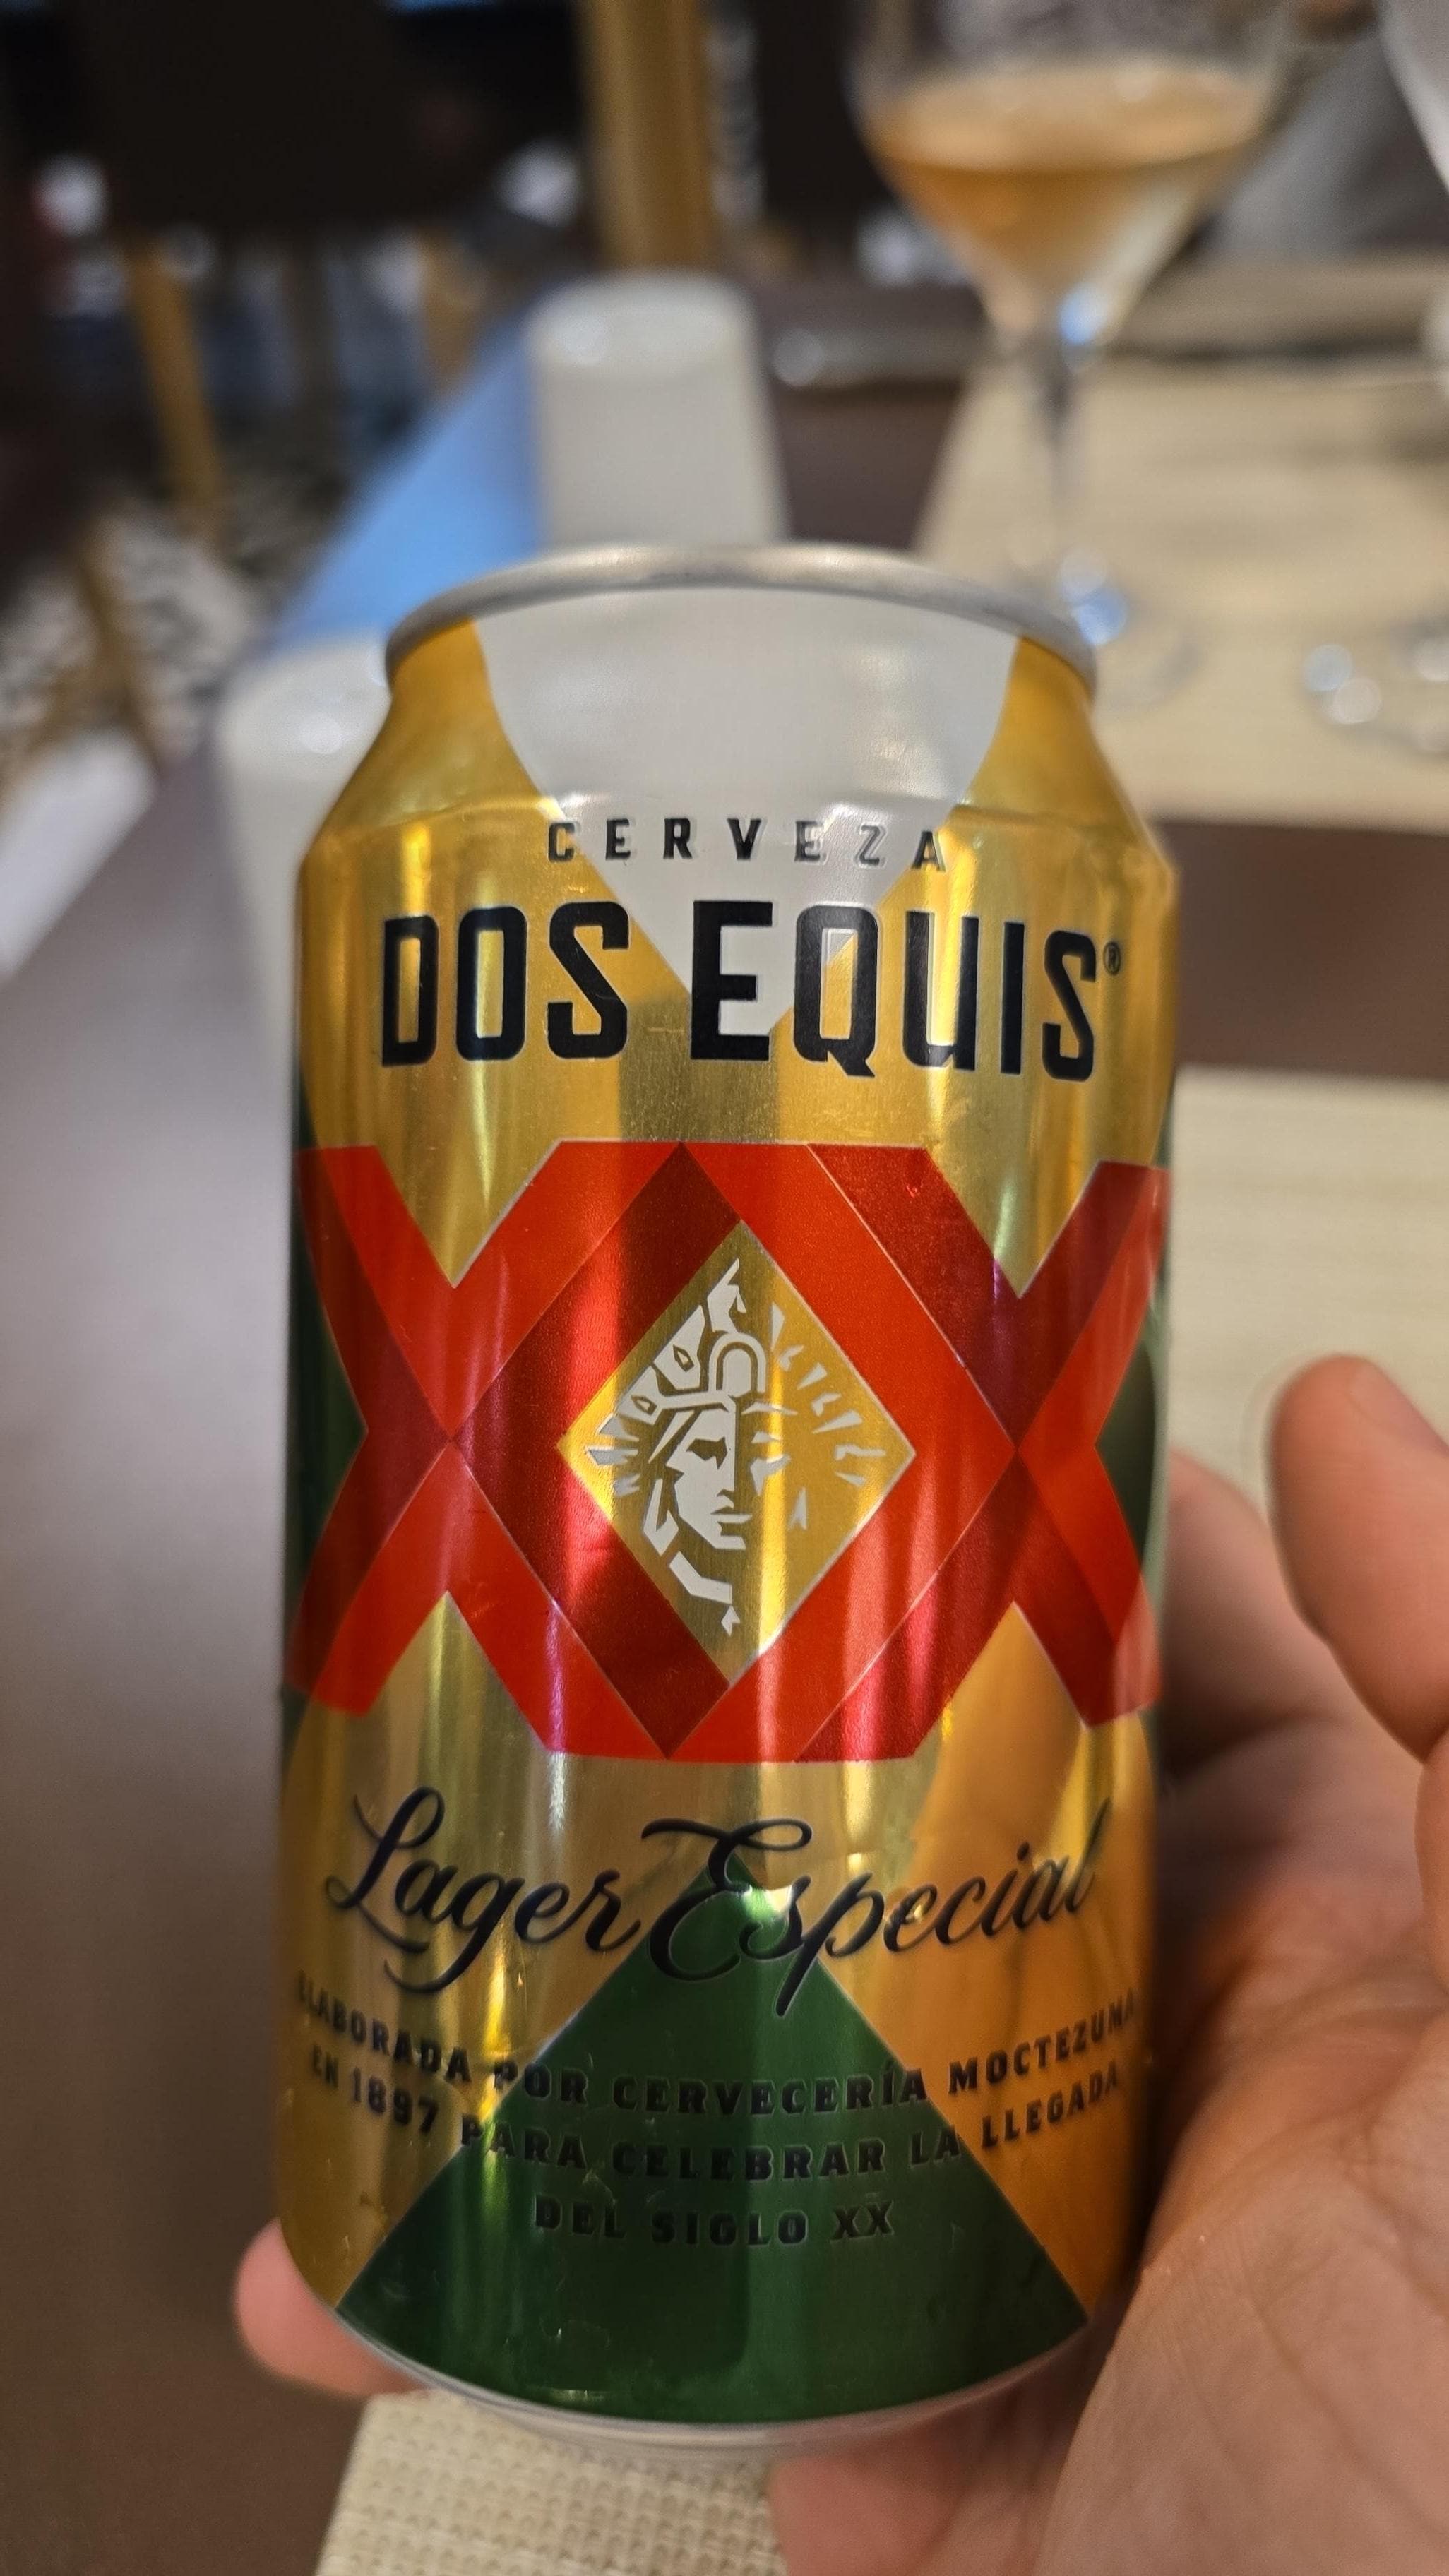 CERVEZA
DOS EQUIS®
XX
Lager Especial
ELABORADA POR CERVECERÍA MOCTEZUMA
EN 1897 PARA CELEBRAR LA LLEGADA
DEL SIGLO XX